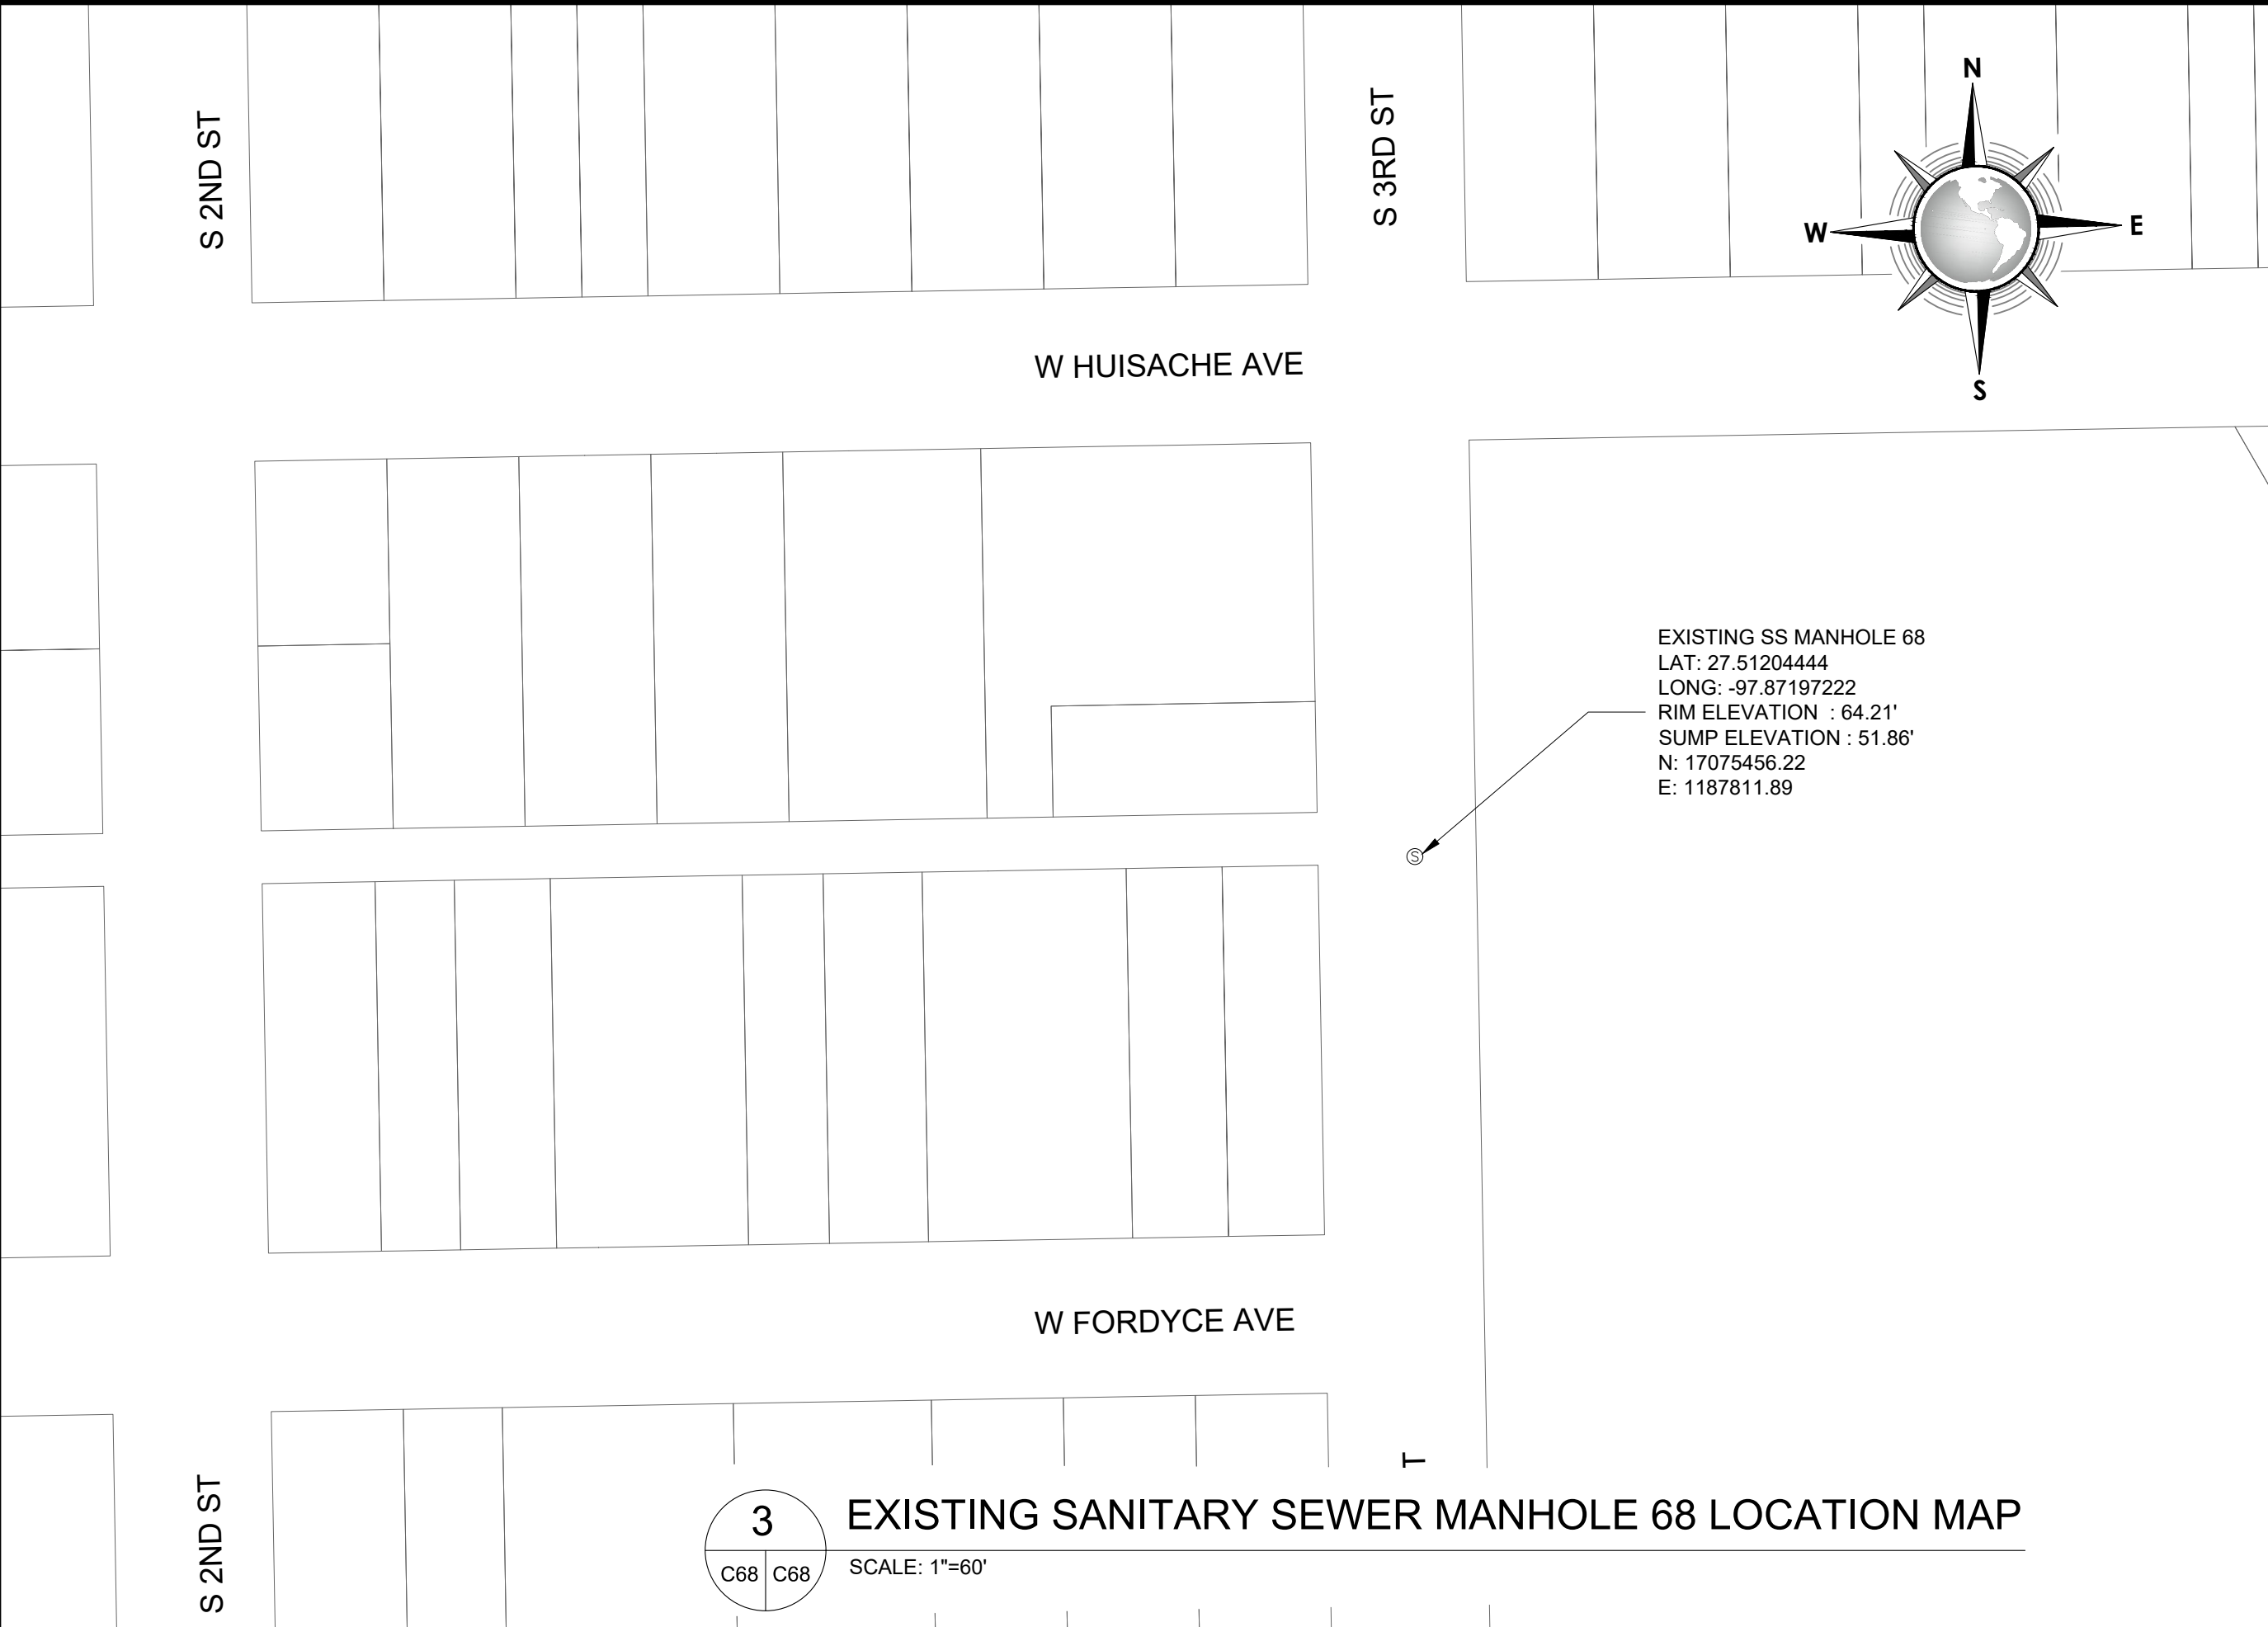 S 2ND ST
S 3RD ST
N
W
E
S
W HUISACHE AVE
EXISTING SS MANHOLE 68
LAT: 27.51204444
LONG: -97.87197222
RIM ELEVATION : 64.21'
SUMP ELEVATION : 51.86'
N: 17075456.22
E: 1187811.89
S
W FORDYCE AVE
S 2ND ST
T
3
C68
C68
EXISTING SANITARY SEWER MANHOLE 68 LOCATION MAP
SCALE: 1"=60'